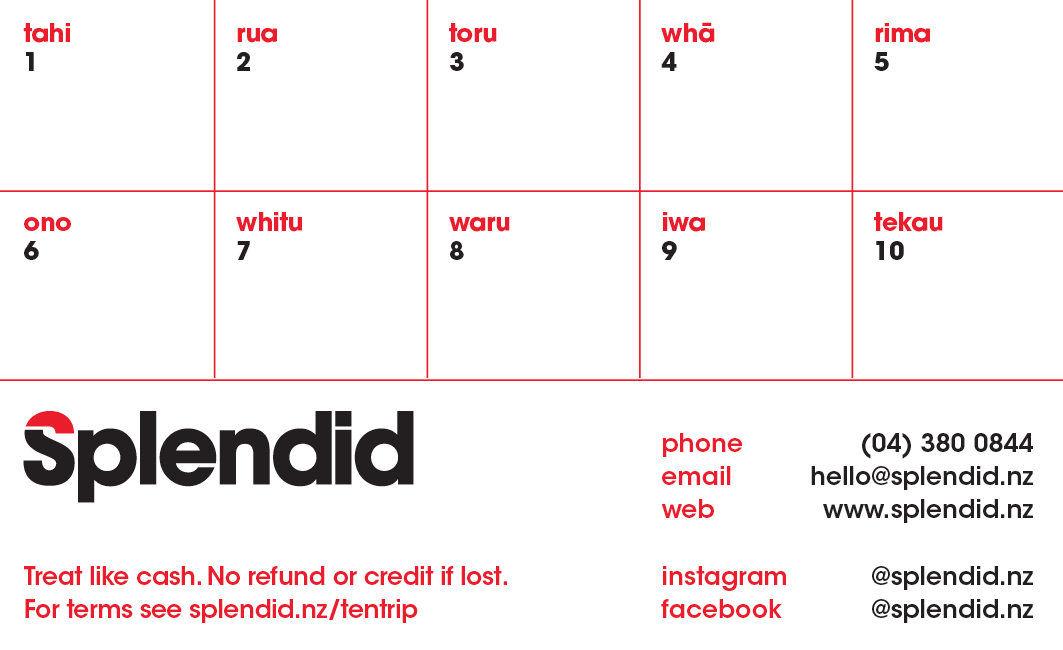 tahi rua toru whā rima
1 2 3 4 5
ono whitu waru iwa tekau
6 7 8 9 10
Splendid
phone (04) 380 0844
email hello@splendid.nz
web www.splendid.nz
Treat like cash. No refund or credit if lost.
For terms see splendid.nz/tentrip
instagram @splendid.nz
facebook @splendid.nz